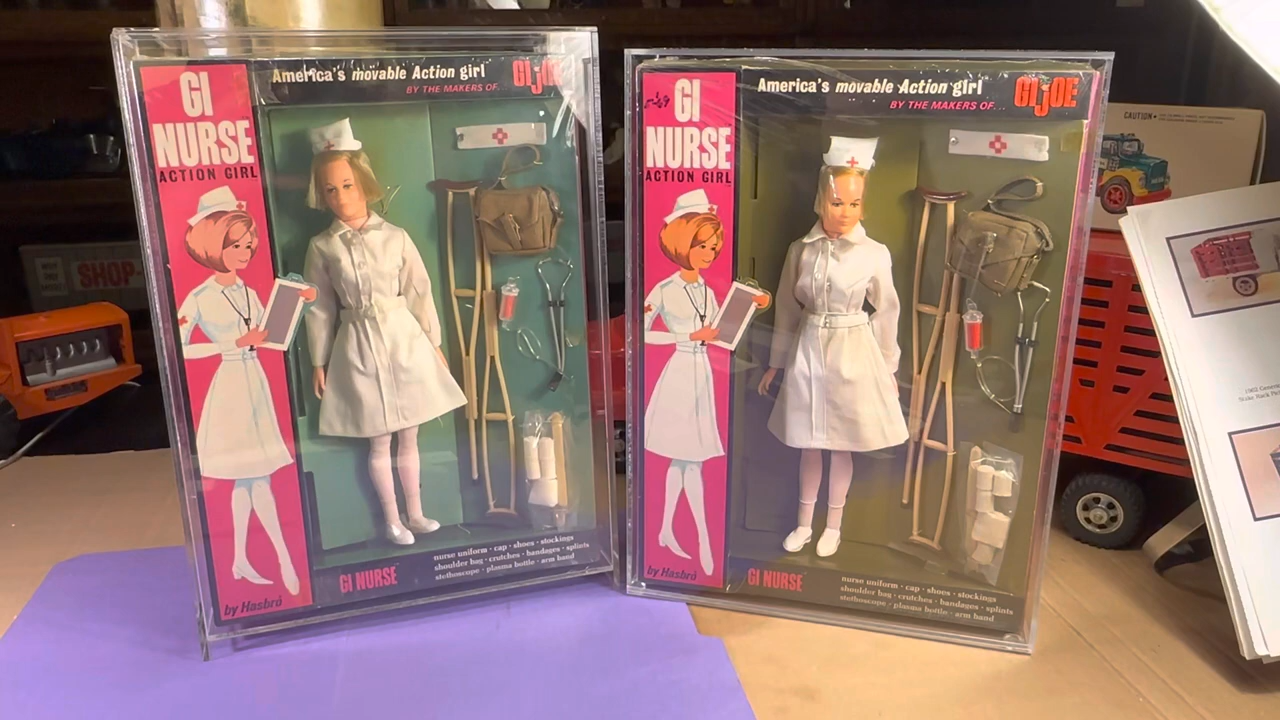 GI
NURSE
ACTION GIRL
America's movable Action girl
BY THE MAKERS OF...
GI JOE
GI NURSE
nurse uniform · cap · shoes · stockings
shoulder bag · crutches · bandages · splints
stethoscope · plasma bottle · arm band
by Hasbro
GI
NURSE
ACTION GIRL
America's movable Action girl
BY THE MAKERS OF...
GI JOE
GI NURSE
nurse uniform · cap · shoes · stockings
shoulder bag · crutches · bandages · splints
stethoscope · plasma bottle · arm band
by Hasbro
SHOP-
CAUTION